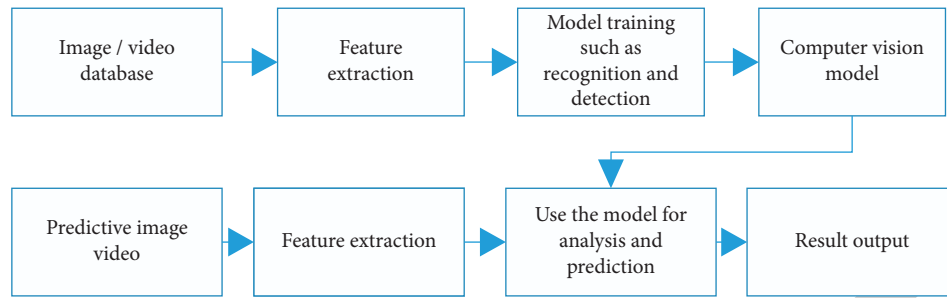 Image / video
database
Feature
extraction
Model training
such as
recognition and
detection
Computer vision
model
Predictive image
video
Feature extraction
Use the model for
analysis and
prediction
Result output